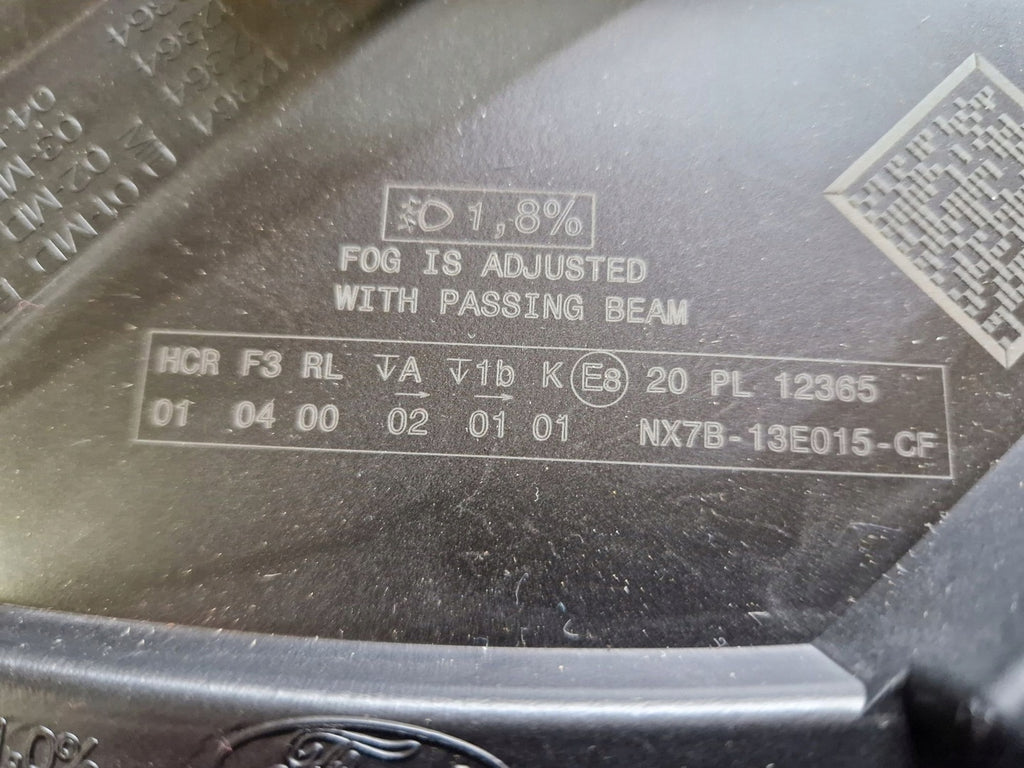 1,8%
FOG IS ADJUSTED
WITH PASSING BEAM
HCR F3 RL A 1b K E8 20 PL 12365
01 04 00 02 01 01 NX7B-13E015-CF